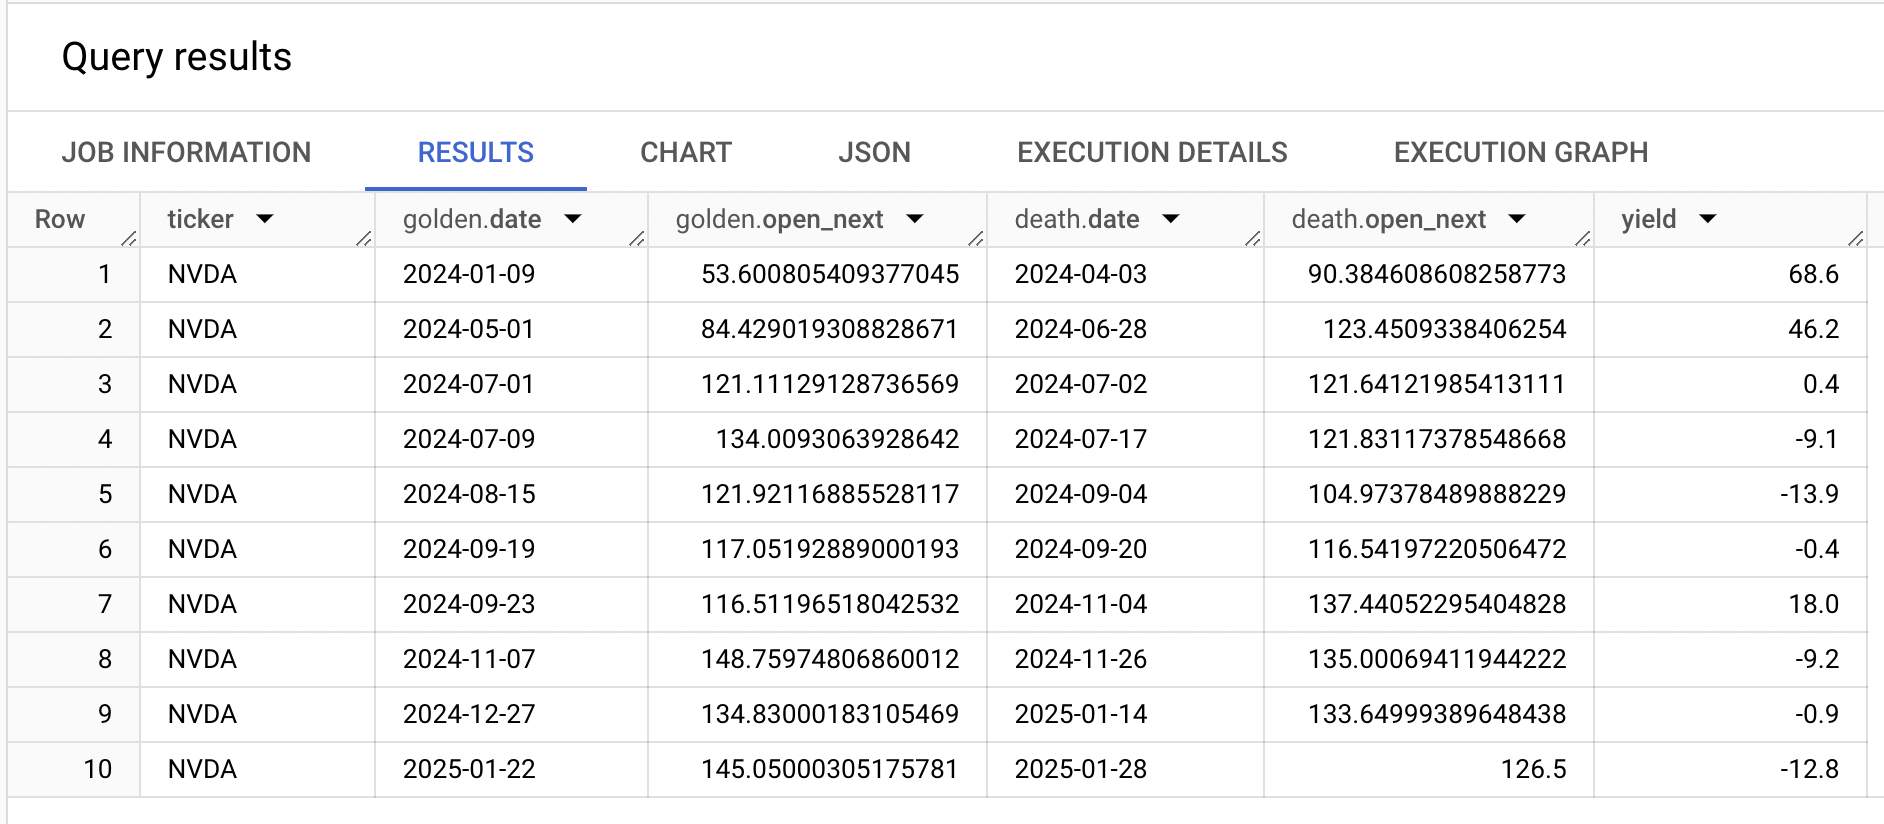 Query results
JOB INFORMATION RESULTS CHART JSON EXECUTION DETAILS EXECUTION GRAPH
Row ticker golden.date golden.open_next death.date death.open_next yield
1 NVDA 2024-01-09 53.600805409377045 2024-04-03 90.384608608258773 68.6
2 NVDA 2024-05-01 84.429019308828671 2024-06-28 123.4509338406254 46.2
3 NVDA 2024-07-01 121.11129128736569 2024-07-02 121.64121985413111 0.4
4 NVDA 2024-07-09 134.0093063928642 2024-07-17 121.83117378548668 -9.1
5 NVDA 2024-08-15 121.92116885528117 2024-09-04 104.97378489888229 -13.9
6 NVDA 2024-09-19 117.05192889000193 2024-09-20 116.54197220506472 -0.4
7 NVDA 2024-09-23 116.51196518042532 2024-11-04 137.44052295404828 18.0
8 NVDA 2024-11-07 148.75974806860012 2024-11-26 135.00069411944222 -9.2
9 NVDA 2024-12-27 134.83000183105469 2025-01-14 133.64999389648438 -0.9
10 NVDA 2025-01-22 145.05000305175781 2025-01-28 126.5 -12.8